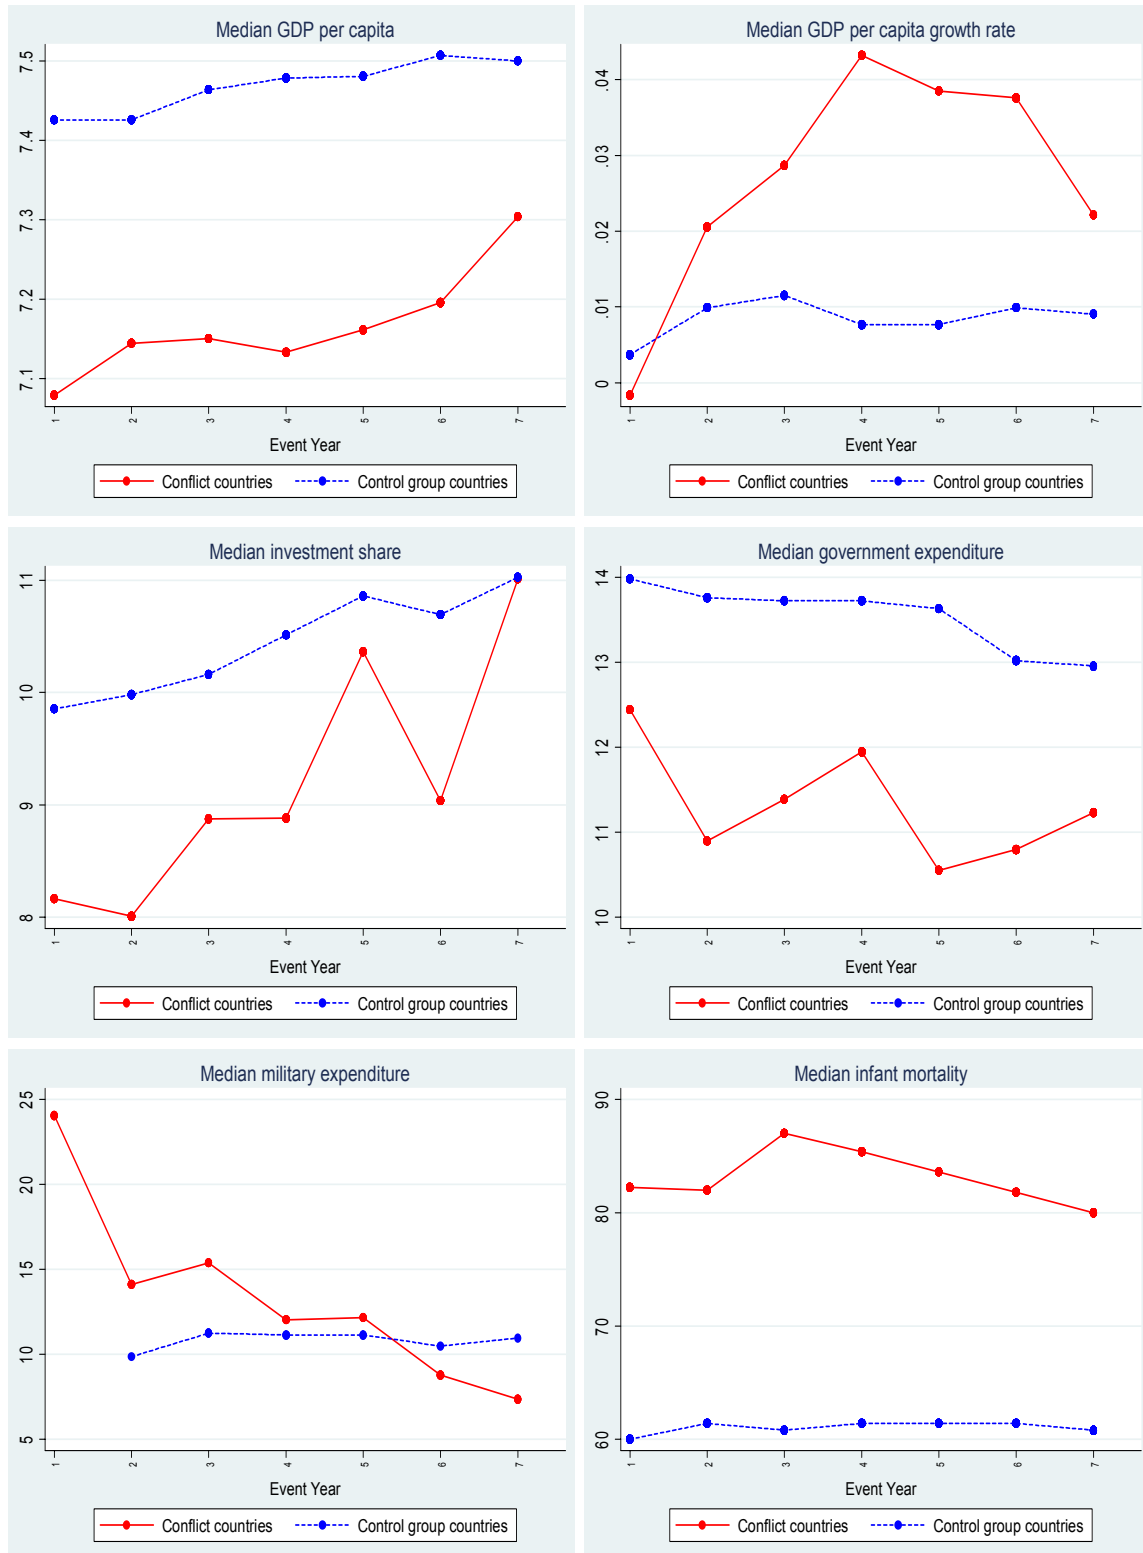 Median GDP per capita
7.5
7.4
7.3
7.2
7.1
1 2 3 4 5 6 7
Event Year
Conflict countries Control group countries
Median GDP per capita growth rate
.04
.03
.02
.01
0
1 2 3 4 5 6 7
Event Year
Conflict countries Control group countries
Median investment share
11
10
9
8
1 2 3 4 5 6 7
Event Year
Conflict countries Control group countries
Median government expenditure
14
13
12
11
10
1 2 3 4 5 6 7
Event Year
Conflict countries Control group countries
Median military expenditure
25
20
15
10
5
1 2 3 4 5 6 7
Event Year
Conflict countries Control group countries
Median infant mortality
90
80
70
60
1 2 3 4 5 6 7
Event Year
Conflict countries Control group countries